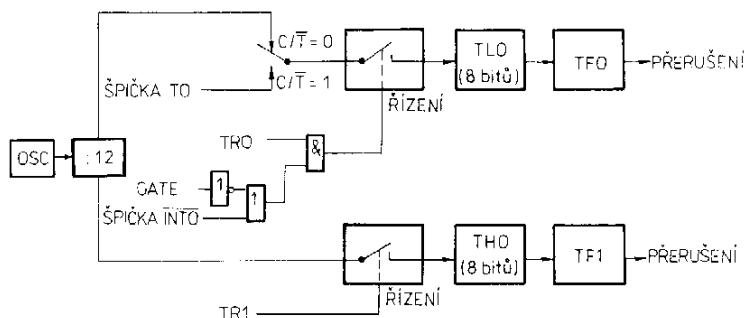 C/T̅ = 0
C/T̅ = 1
ŠPIČKA T0
TL0
(8 bitů)
TF0
PŘERUŠENÍ
ŘÍZENÍ
OSC
: 12
TR0
&
GATE
1
1
ŠPIČKA I̅N̅T̅0̅
TH0
(8 bitů)
TF1
PŘERUŠENÍ
ŘÍZENÍ
TR1